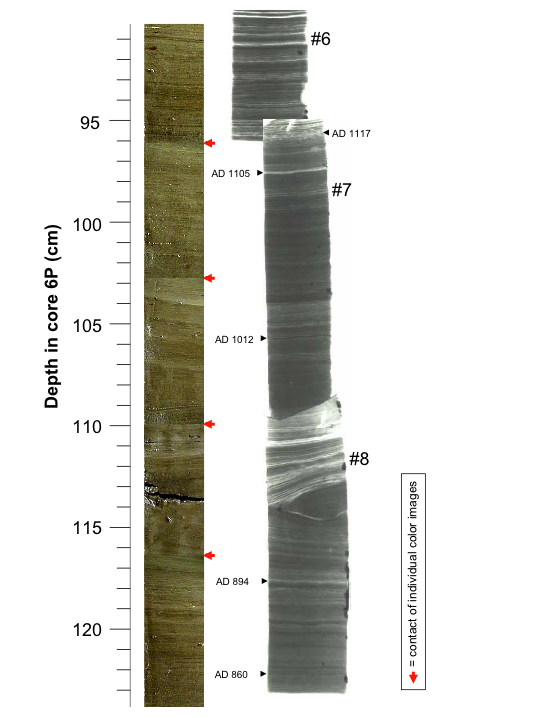 #6
95
AD 1117
AD 1105
#7
100
Depth in core 6P (cm)
105
AD 1012
110
#8
115
= contact of individual color images
AD 894
120
AD 860